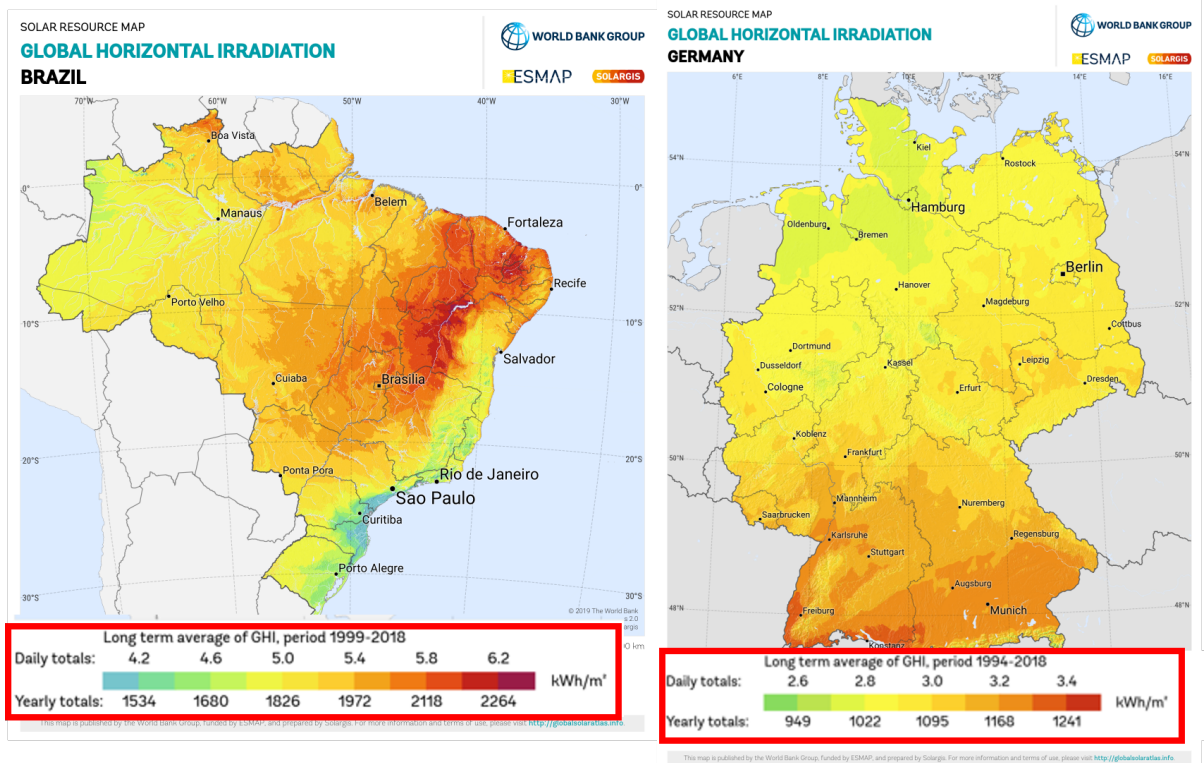 SOLAR RESOURCE MAP
GLOBAL HORIZONTAL IRRADIATION
BRAZIL
WORLD BANK GROUP
ESMAP
SOLARGIS
70°W 60°W 50°W 40°W 30°W
Boa Vista
0° 0°
Belem
Manaus
Fortaleza
Recife
Porto Velho
10°S 10°S
Salvador
Cuiaba
Brasilia
20°S 20°S
Ponta Pora
Rio de Janeiro
Sao Paulo
Curitiba
Porto Alegre
30°S 30°S
© 2019 The World Bank
Long term average of GHI, period 1999-2018
Daily totals: 4.2 4.6 5.0 5.4 5.8 6.2
kWh/m²
Yearly totals: 1534 1680 1826 1972 2118 2264
This map is published by the World Bank Group, funded by ESMAP, and prepared by Solargis. For more information and terms of use, please visit http://globalsolaratlas.info.
SOLAR RESOURCE MAP
GLOBAL HORIZONTAL IRRADIATION
GERMANY
WORLD BANK GROUP
ESMAP
SOLARGIS
6°E 8°E 10°E 12°E 14°E 16°E
Kiel
54°N 54°N
Rostock
Hamburg
Oldenburg
Bremen
Berlin
Hanover
Magdeburg
52°N 52°N
Cottbus
Dortmund
Dusseldorf
Kassel
Leipzig
Cologne
Erfurt
Dresden
Koblenz
Frankfurt
50°N 50°N
Mannheim
Nuremberg
Saarbrucken
Karlsruhe
Regensburg
Stuttgart
Augsburg
48°N 48°N
Freiburg
Munich
Konstanz
Long term average of GHI, period 1994-2018
Daily totals: 2.6 2.8 3.0 3.2 3.4
kWh/m²
Yearly totals: 949 1022 1095 1168 1241
This map is published by the World Bank Group, funded by ESMAP, and prepared by Solargis. For more information and terms of use, please visit http://globalsolaratlas.info.